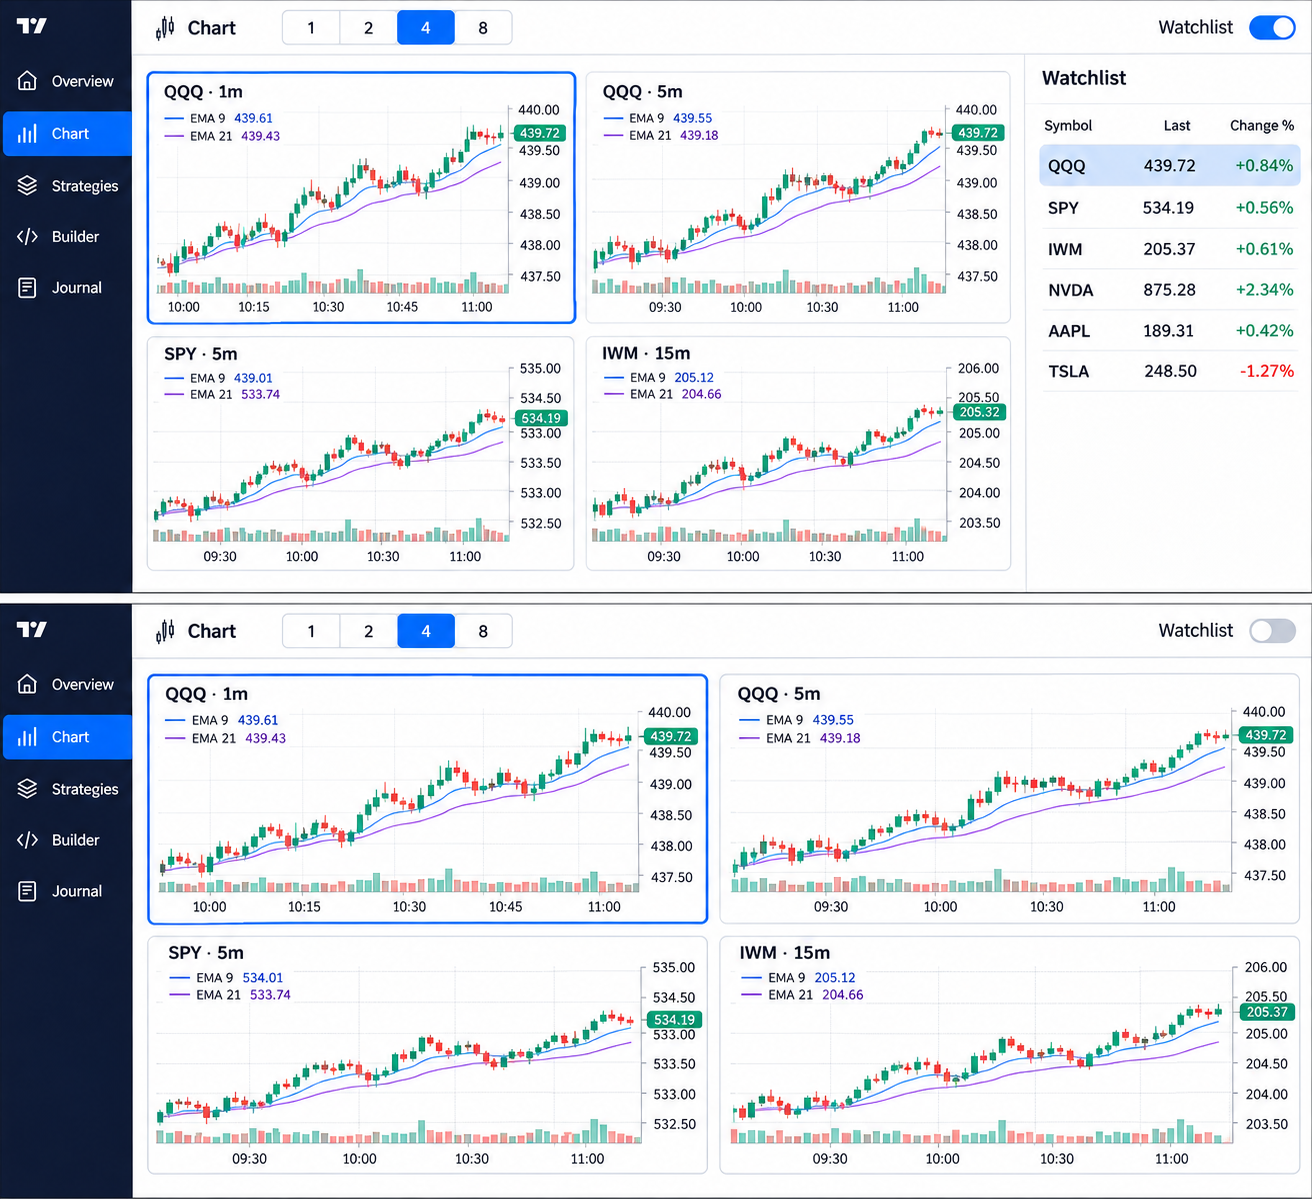 Chart
1 2 4 8
Watchlist
Overview
Chart
Strategies
Builder
Journal
QQQ · 1m
EMA 9 439.61
EMA 21 439.43
440.00
439.72
439.50
439.00
438.50
438.00
437.50
10:00 10:15 10:30 10:45 11:00
QQQ · 5m
EMA 9 439.55
EMA 21 439.18
440.00
439.72
439.50
439.00
438.50
438.00
437.50
09:30 10:00 10:30 11:00
SPY · 5m
EMA 9 439.01
EMA 21 533.74
535.00
534.50
534.19
533.00
533.50
533.00
532.50
09:30 10:00 10:30 11:00
IWM · 15m
EMA 9 205.12
EMA 21 204.66
206.00
205.50
205.32
205.00
204.50
204.00
203.50
09:30 10:00 10:30 11:00
Watchlist
Symbol Last Change %
QQQ 439.72 +0.84%
SPY 534.19 +0.56%
IWM 205.37 +0.61%
NVDA 875.28 +2.34%
AAPL 189.31 +0.42%
TSLA 248.50 -1.27%
Chart
1 2 4 8
Watchlist
Overview
Chart
Strategies
Builder
Journal
QQQ · 1m
EMA 9 439.61
EMA 21 439.43
440.00
439.72
439.50
439.00
438.50
438.00
437.50
10:00 10:15 10:30 10:45 11:00
QQQ · 5m
EMA 9 439.55
EMA 21 439.18
440.00
439.72
439.50
439.00
438.50
438.00
437.50
09:30 10:00 10:30 11:00
SPY · 5m
EMA 9 534.01
EMA 21 533.74
535.00
534.50
534.19
533.00
533.50
533.00
532.50
09:30 10:00 10:30 11:00
IWM · 15m
EMA 9 205.12
EMA 21 204.66
206.00
205.50
205.37
205.00
204.50
204.00
203.50
09:30 10:00 10:30 11:00